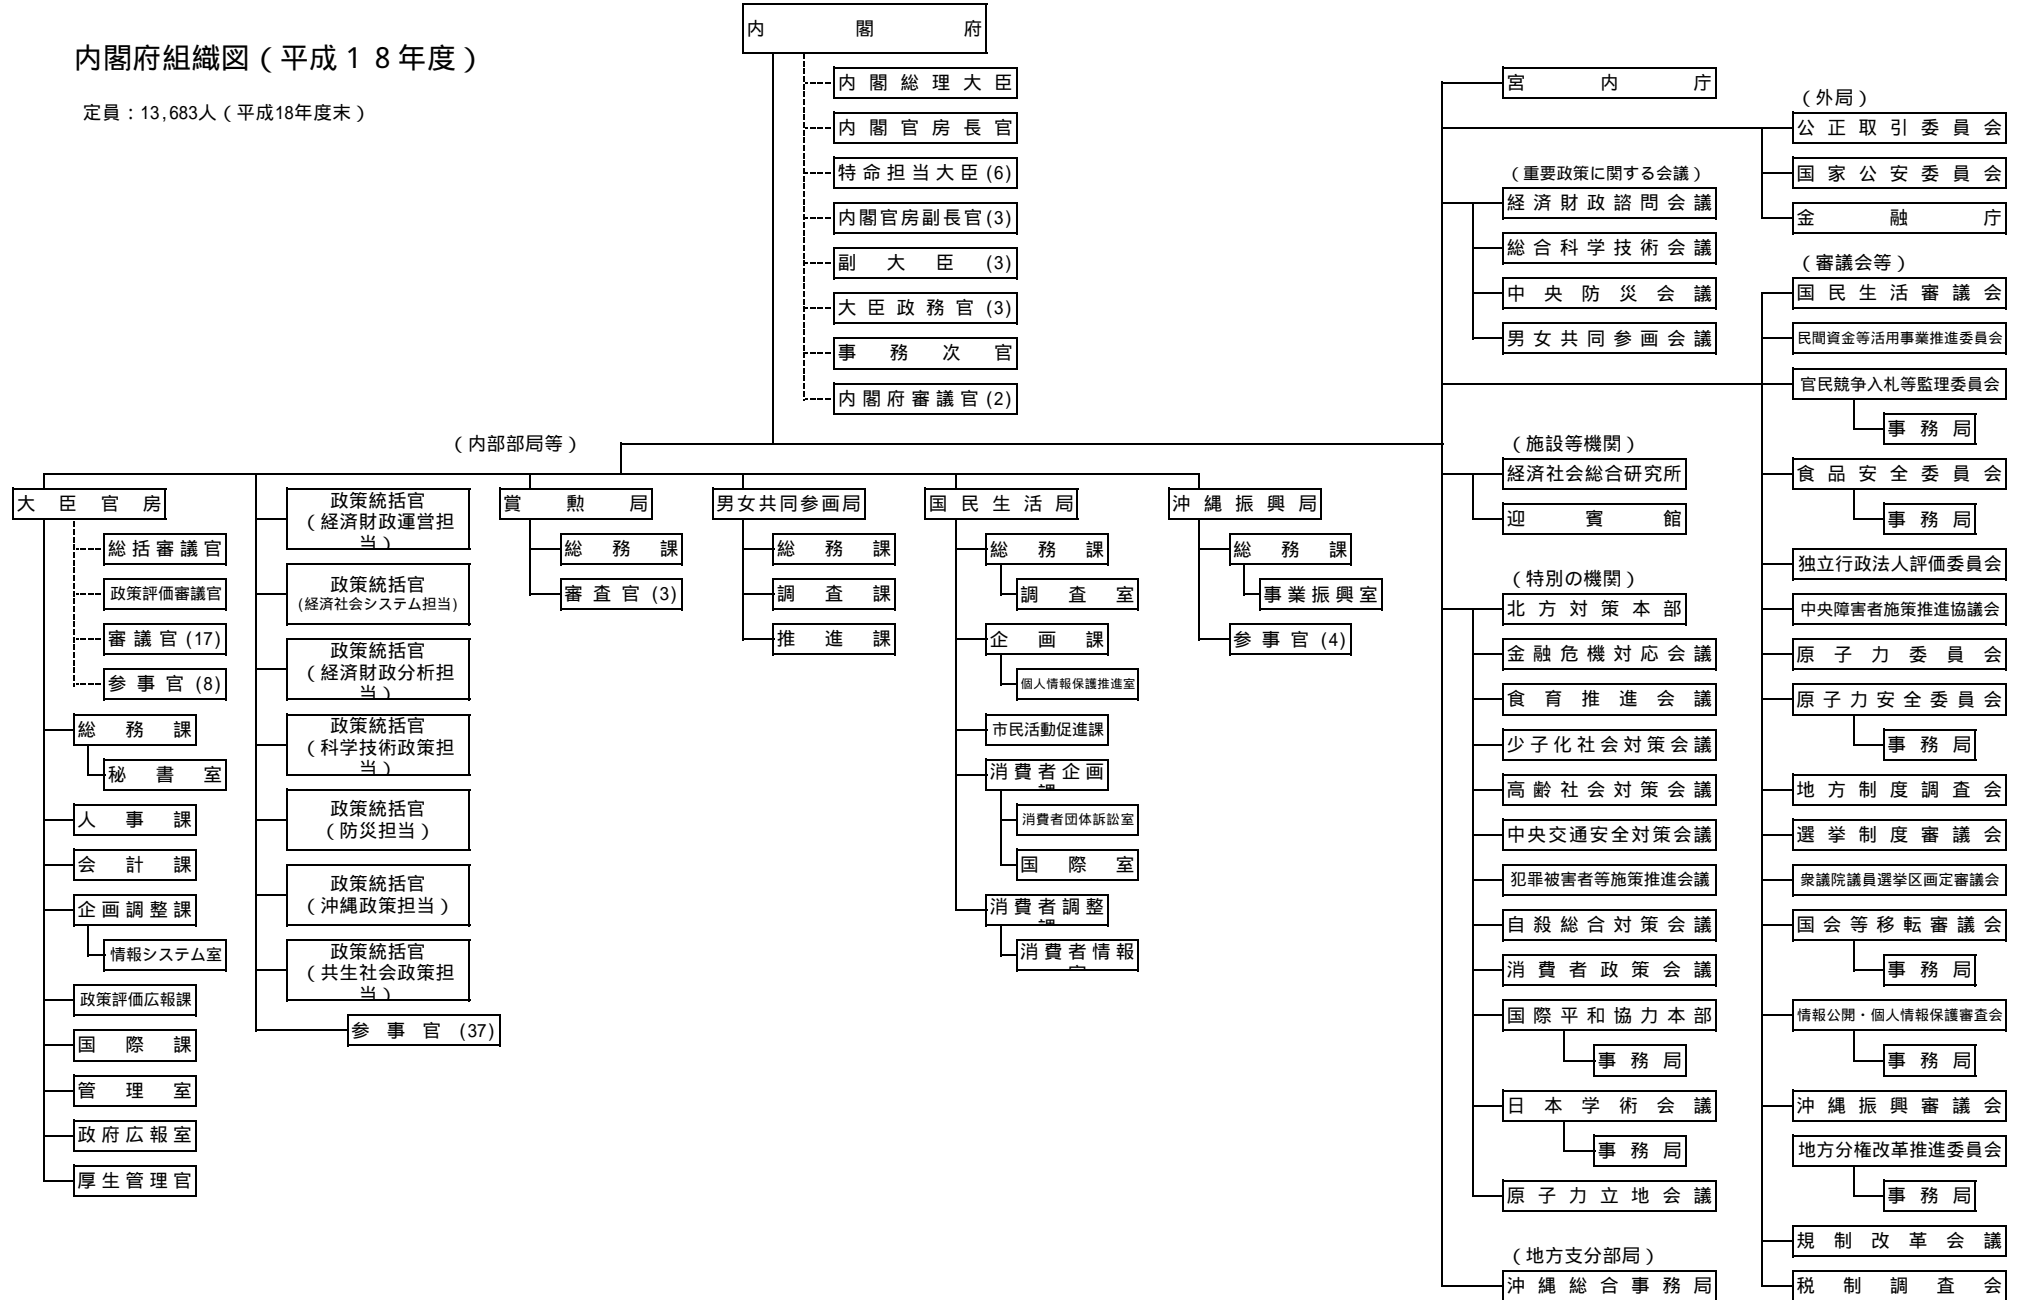 内閣府組織図(平成18年度)
定員:13,683人(平成18年度末)
内閣府
内閣総理大臣
内閣官房長官
特命担当大臣(6)
内閣官房副長官(3)
副大臣(3)
大臣政務官(3)
事務次官
内閣府審議官(2)
(内部部局等)
大臣官房
総括審議官
政策評価審議官
審議官(17)
参事官(8)
総務課
秘書室
人事課
会計課
企画調整課
情報システム室
政策評価広報課
国際課
管理室
政府広報室
厚生管理官
政策統括官
(経済財政運営担
当)
政策統括官
(経済社会システム担当)
政策統括官
(経済財政分析担
当)
政策統括官
(科学技術政策担
当)
政策統括官
(防災担当)
政策統括官
(沖縄政策担当)
政策統括官
(共生社会政策担
当)
参事官(37)
賞勲局
総務課
審査官(3)
男女共同参画局
総務課
調査課
推進課
国民生活局
総務課
調査室
企画課
個人情報保護推進室
市民活動促進課
消費者企画
課
消費者団体訴訟室
国際室
消費者調整
課
消費者情報
室
沖縄振興局
総務課
事業振興室
参事官(4)
宮内庁
(重要政策に関する会議)
経済財政諮問会議
総合科学技術会議
中央防災会議
男女共同参画会議
(施設等機関)
経済社会総合研究所
迎賓館
(特別の機関)
北方対策本部
金融危機対応会議
食育推進会議
少子化社会対策会議
高齢社会対策会議
中央交通安全対策会議
犯罪被害者等施策推進会議
自殺総合対策会議
消費者政策会議
国際平和協力本部
事務局
日本学術会議
事務局
原子力立地会議
(地方支分部局)
沖縄総合事務局
(外局)
公正取引委員会
国家公安委員会
金融庁
(審議会等)
国民生活審議会
民間資金等活用事業推進委員会
官民競争入札等監理委員会
事務局
食品安全委員会
事務局
独立行政法人評価委員会
中央障害者施策推進協議会
原子力委員会
原子力安全委員会
事務局
地方制度調査会
選挙制度審議会
衆議院議員選挙区画定審議会
国会等移転審議会
事務局
情報公開・個人情報保護審査会
事務局
沖縄振興審議会
地方分権改革推進委員会
事務局
規制改革会議
税制調査会